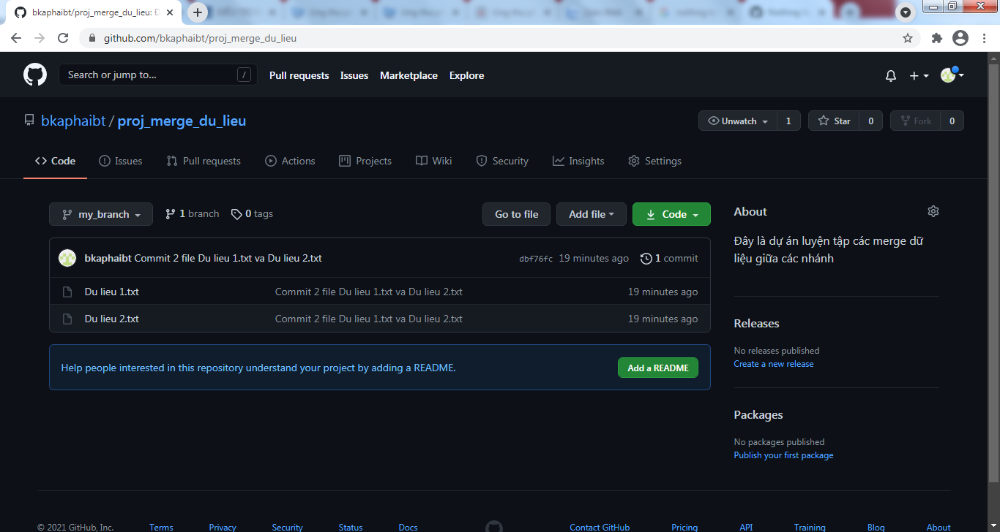 bkaphaibt/proj_merge_du_lieu: Đ
github.com/bkaphaibt/proj_merge_du_lieu
Search or jump to... /
Pull requests Issues Marketplace Explore
bkaphaibt / proj_merge_du_lieu
Unwatch 1 Star 0 Fork 0
Code Issues Pull requests Actions Projects Wiki Security Insights Settings
my_branch 1 branch 0 tags Go to file Add file Code
bkaphaibt Commit 2 file Du lieu 1.txt va Du lieu 2.txt dbf76fc 19 minutes ago 1 commit
Du lieu 1.txt Commit 2 file Du lieu 1.txt va Du lieu 2.txt 19 minutes ago
Du lieu 2.txt Commit 2 file Du lieu 1.txt va Du lieu 2.txt 19 minutes ago
Help people interested in this repository understand your project by adding a README. Add a README
About
Đây là dự án luyện tập các merge dữ
liệu giữa các nhánh
Releases
No releases published
Create a new release
Packages
No packages published
Publish your first package
© 2021 GitHub, Inc. Terms Privacy Security Status Docs Contact GitHub Pricing API Training Blog About